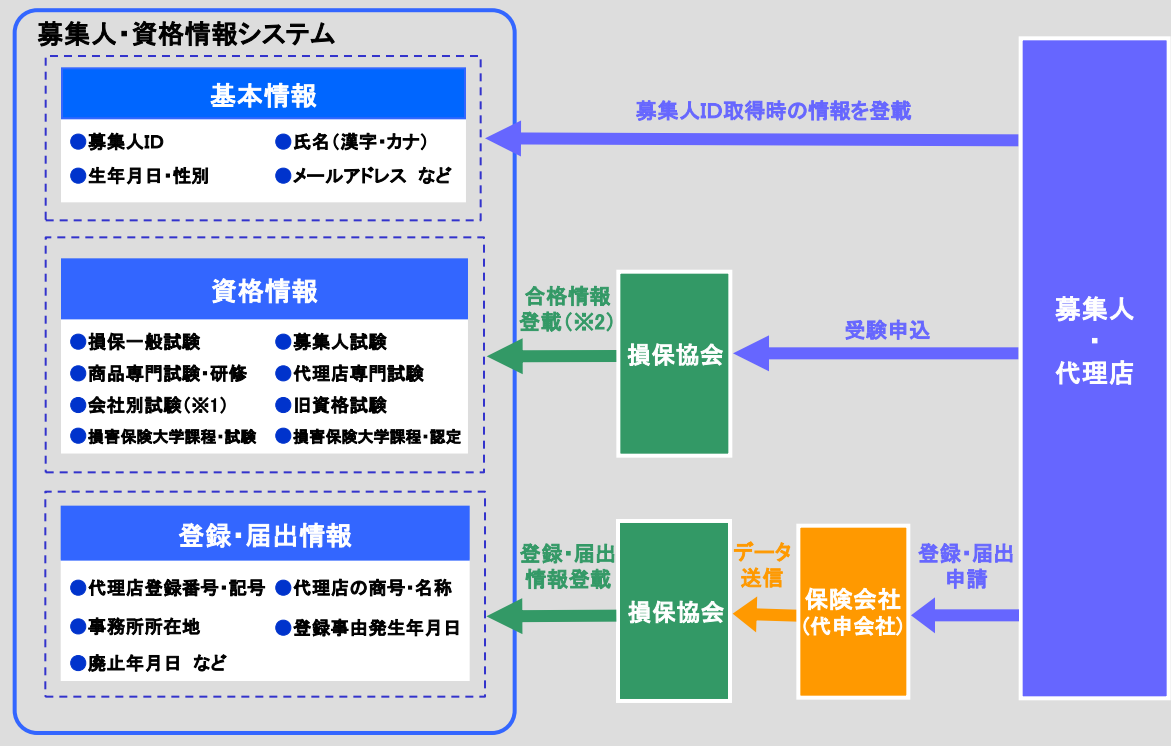 募集人・資格情報システム
基本情報
●募集人ID
●氏名(漢字・カナ)
●生年月日・性別
●メールアドレス など
募集人ID取得時の情報を登載
資格情報
●損保一般試験
●募集人試験
●商品専門試験・研修
●代理店専門試験
●会社別試験(※1)
●旧資格試験
●損害保険大学課程・試験
●損害保険大学課程・認定
合格情報
登載(※2)
損保協会
受験申込
募集人
・
代理店
登録・届出情報
●代理店登録番号・記号
●代理店の商号・名称
●事務所所在地
●登録事由発生年月日
●廃止年月日 など
登録・届出
情報登載
損保協会
データ
送信
保険会社
(代申会社)
登録・届出
申請